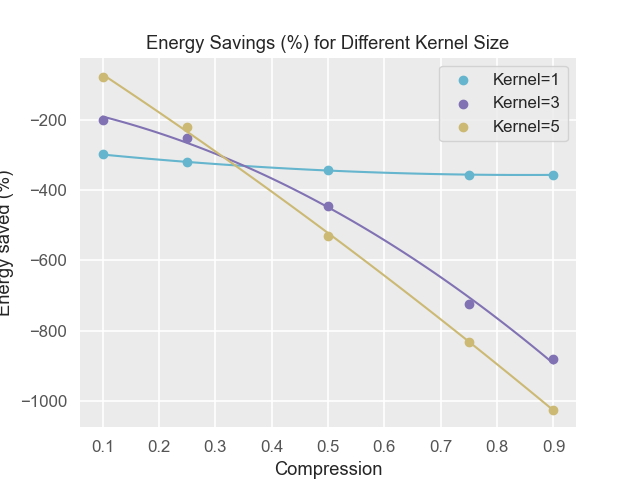 Energy Savings (%) for Different Kernel Size
Kernel=1
Kernel=3
Kernel=5
Energy saved (%)
−200
−400
−600
−800
−1000
0.1 0.2 0.3 0.4 0.5 0.6 0.7 0.8 0.9
Compression